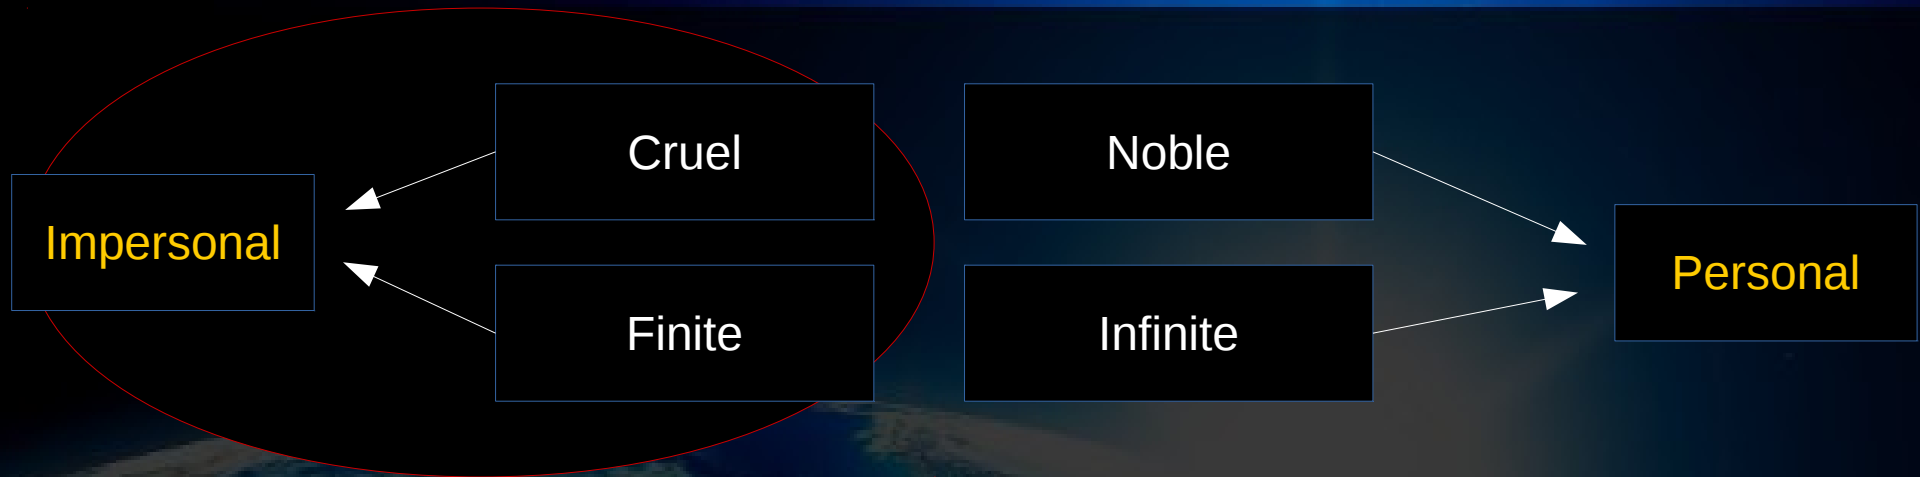 Cruel
Noble
Impersonal
Personal
Finite
Infinite